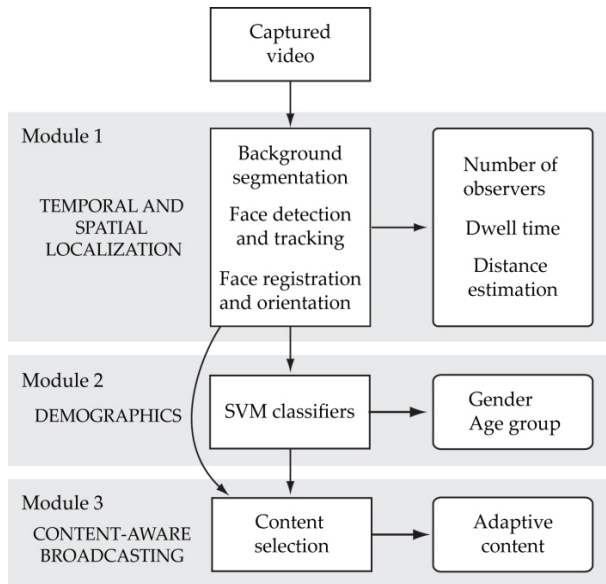 Captured
video
Module 1
TEMPORAL AND
SPATIAL
LOCALIZATION
Background
segmentation
Face detection
and tracking
Face registration
and orientation
Number of
observers
Dwell time
Distance
estimation
Module 2
DEMOGRAPHICS
SVM classifiers
Gender
Age group
Module 3
CONTENT-AWARE
BROADCASTING
Content
selection
Adaptive
content